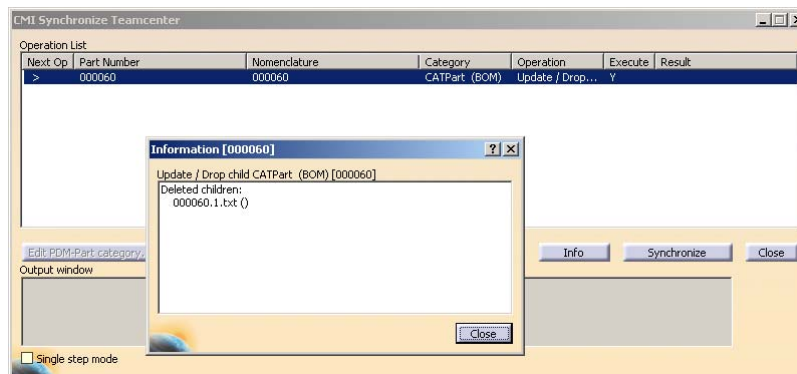 CMI Synchronize Teamcenter
Operation List
Next Op Part Number Nomenclature Category Operation Execute Result
> 000060 000060 CATPart (BOM) Update / Drop... Y
Information [000060]
Update / Drop child CATPart (BOM) [000060]
Deleted children:
000060.1.txt ()
Edit PDM-Part category, Info Synchronize Close
Output window
Close
Single step mode